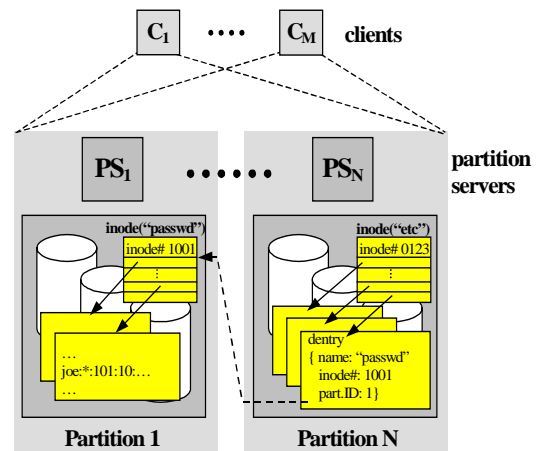 C1 •••• CM clients
PS1 •••••• PSN partition servers
inode("passwd")
inode# 1001
⋮
…
joe:*:101:10:…
…
Partition 1
inode("etc")
inode# 0123
⋮
dentry
{ name: "passwd"
inode#: 1001
part.ID: 1}
Partition N